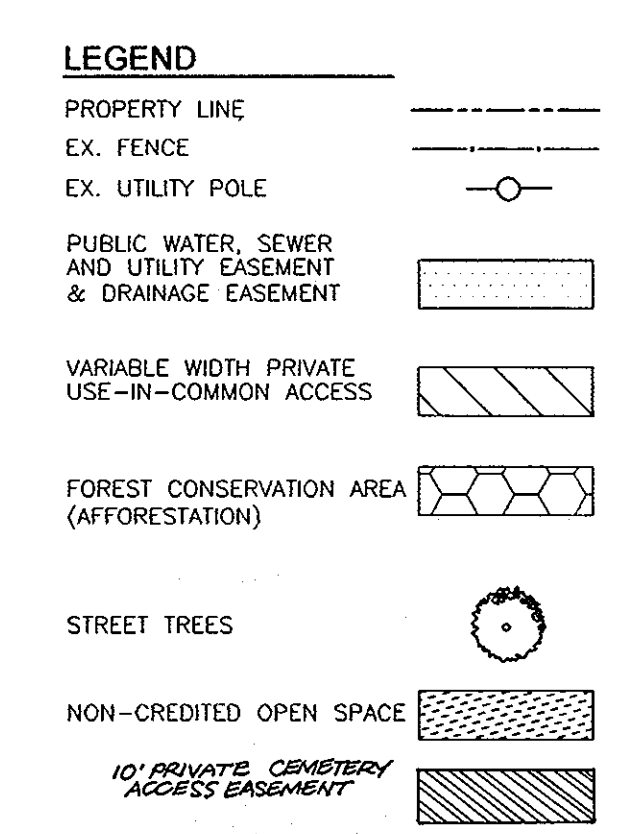 LEGEND
PROPERTY LINE
EX. FENCE
EX. UTILITY POLE
PUBLIC WATER, SEWER
AND UTILITY EASEMENT
& DRAINAGE EASEMENT
VARIABLE WIDTH PRIVATE
USE-IN-COMMON ACCESS
FOREST CONSERVATION AREA
(AFFORESTATION)
STREET TREES
NON-CREDITED OPEN SPACE
10' PRIVATE CEMETERY
ACCESS EASEMENT